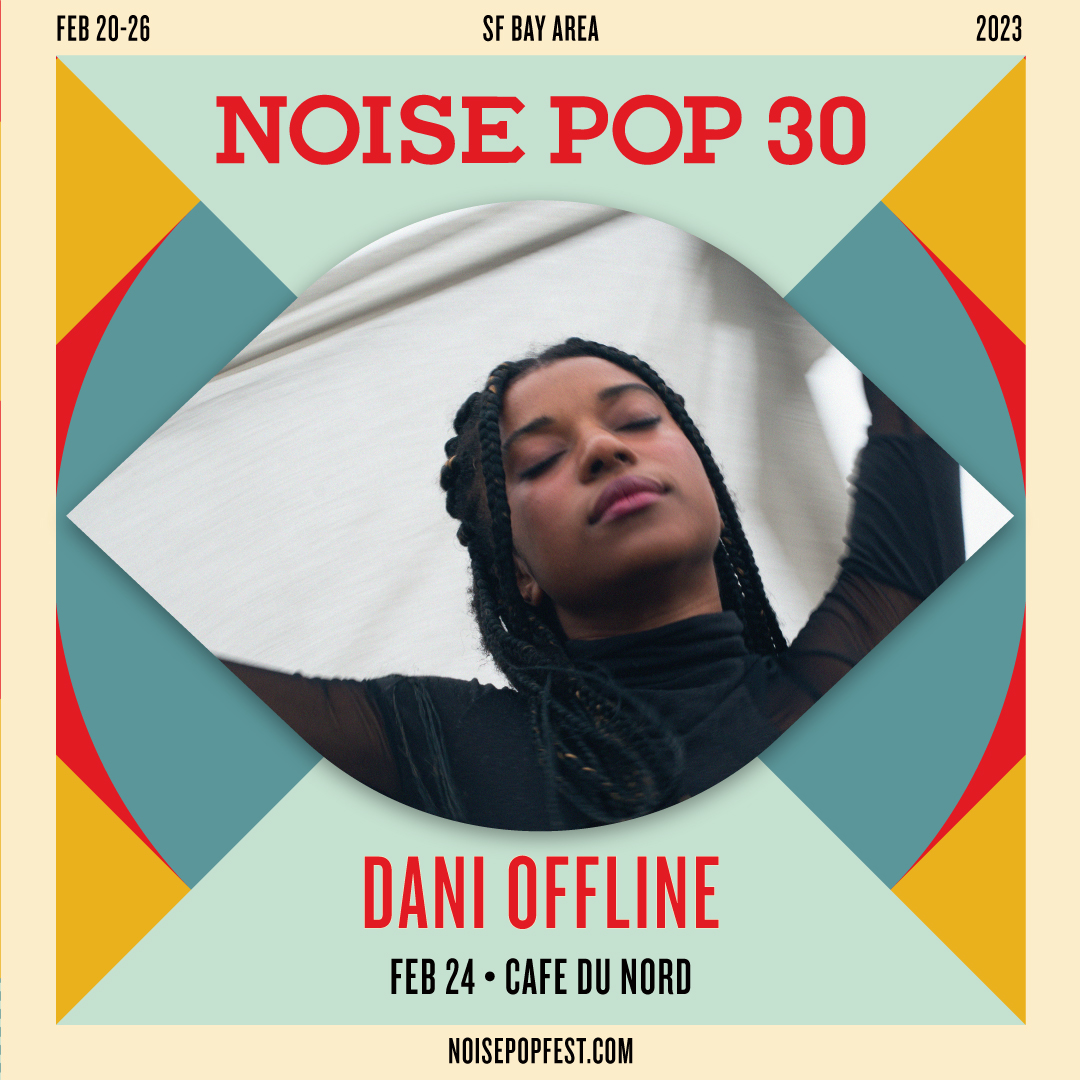 FEB 20-26
SF BAY AREA
2023
NOISE POP 30
DANI OFFLINE
FEB 24 • CAFE DU NORD
NOISEPOPFEST.COM